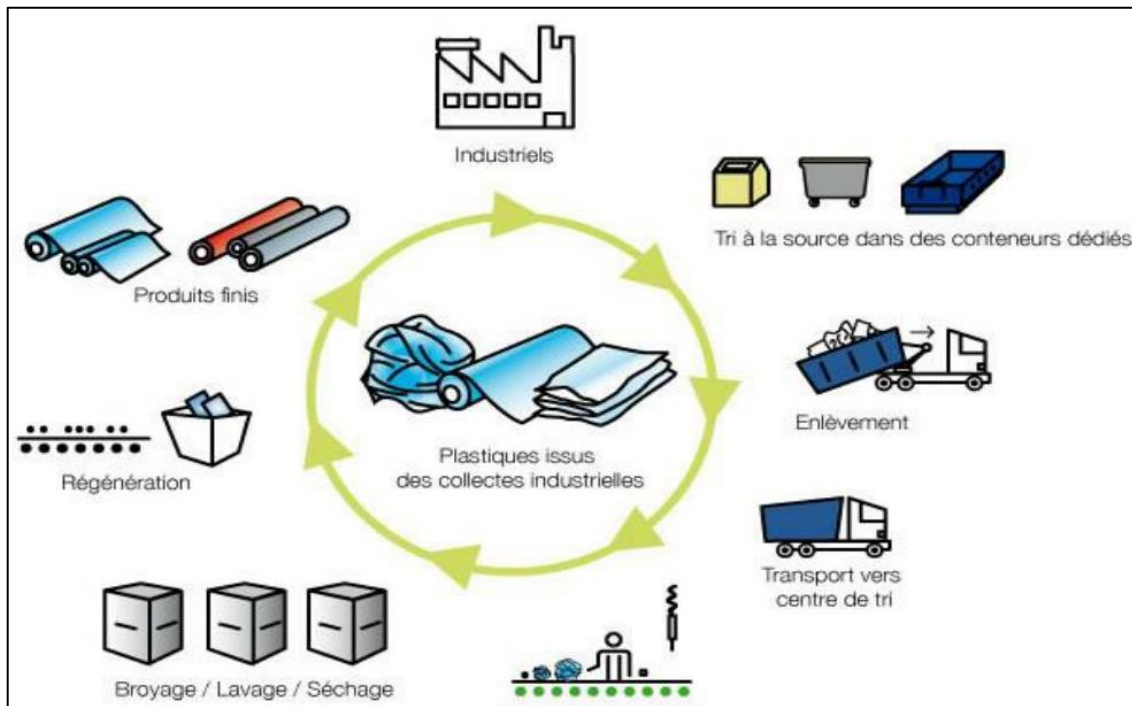 Industriels
Tri à la source dans des conteneurs dédiés
Enlèvement
Transport vers
centre de tri
Broyage / Lavage / Séchage
Régénération
Produits finis
Plastiques issus
des collectes industrielles